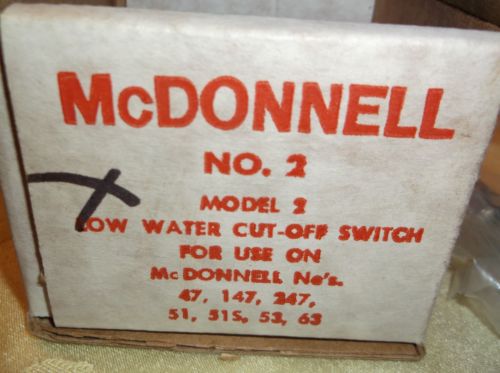 McDONNELL
NO. 2
MODEL 2
LOW WATER CUT-OFF SWITCH
FOR USE ON
McDONNELL No's.
47, 147, 247,
51, 51S, 53, 63